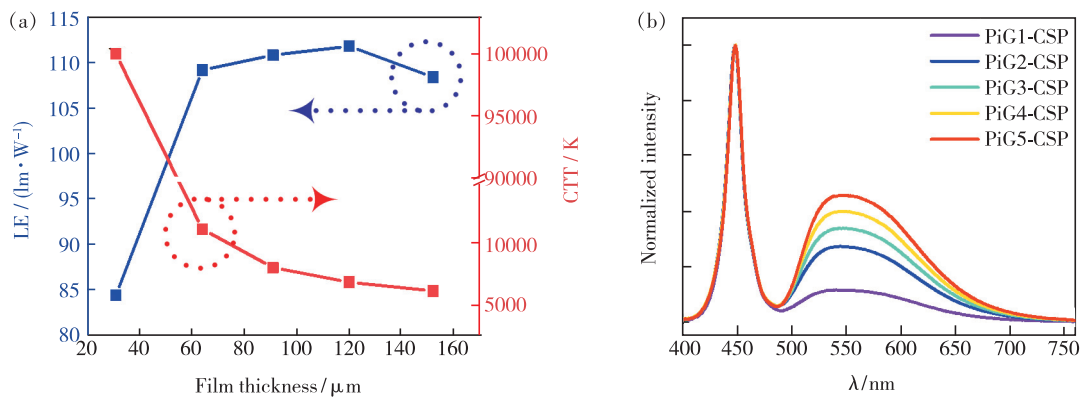 (a)
115
110
105
100
95
90
85
80
LE / (lm·W⁻¹)
20 40 60 80 100 120 140 160
Film thickness/μm
100000
95000
90000
10000
5000
CTT / K
(b)
PiG1-CSP
PiG2-CSP
PiG3-CSP
PiG4-CSP
PiG5-CSP
Normalized intensity
400 450 500 550 600 650 700 750
λ/nm